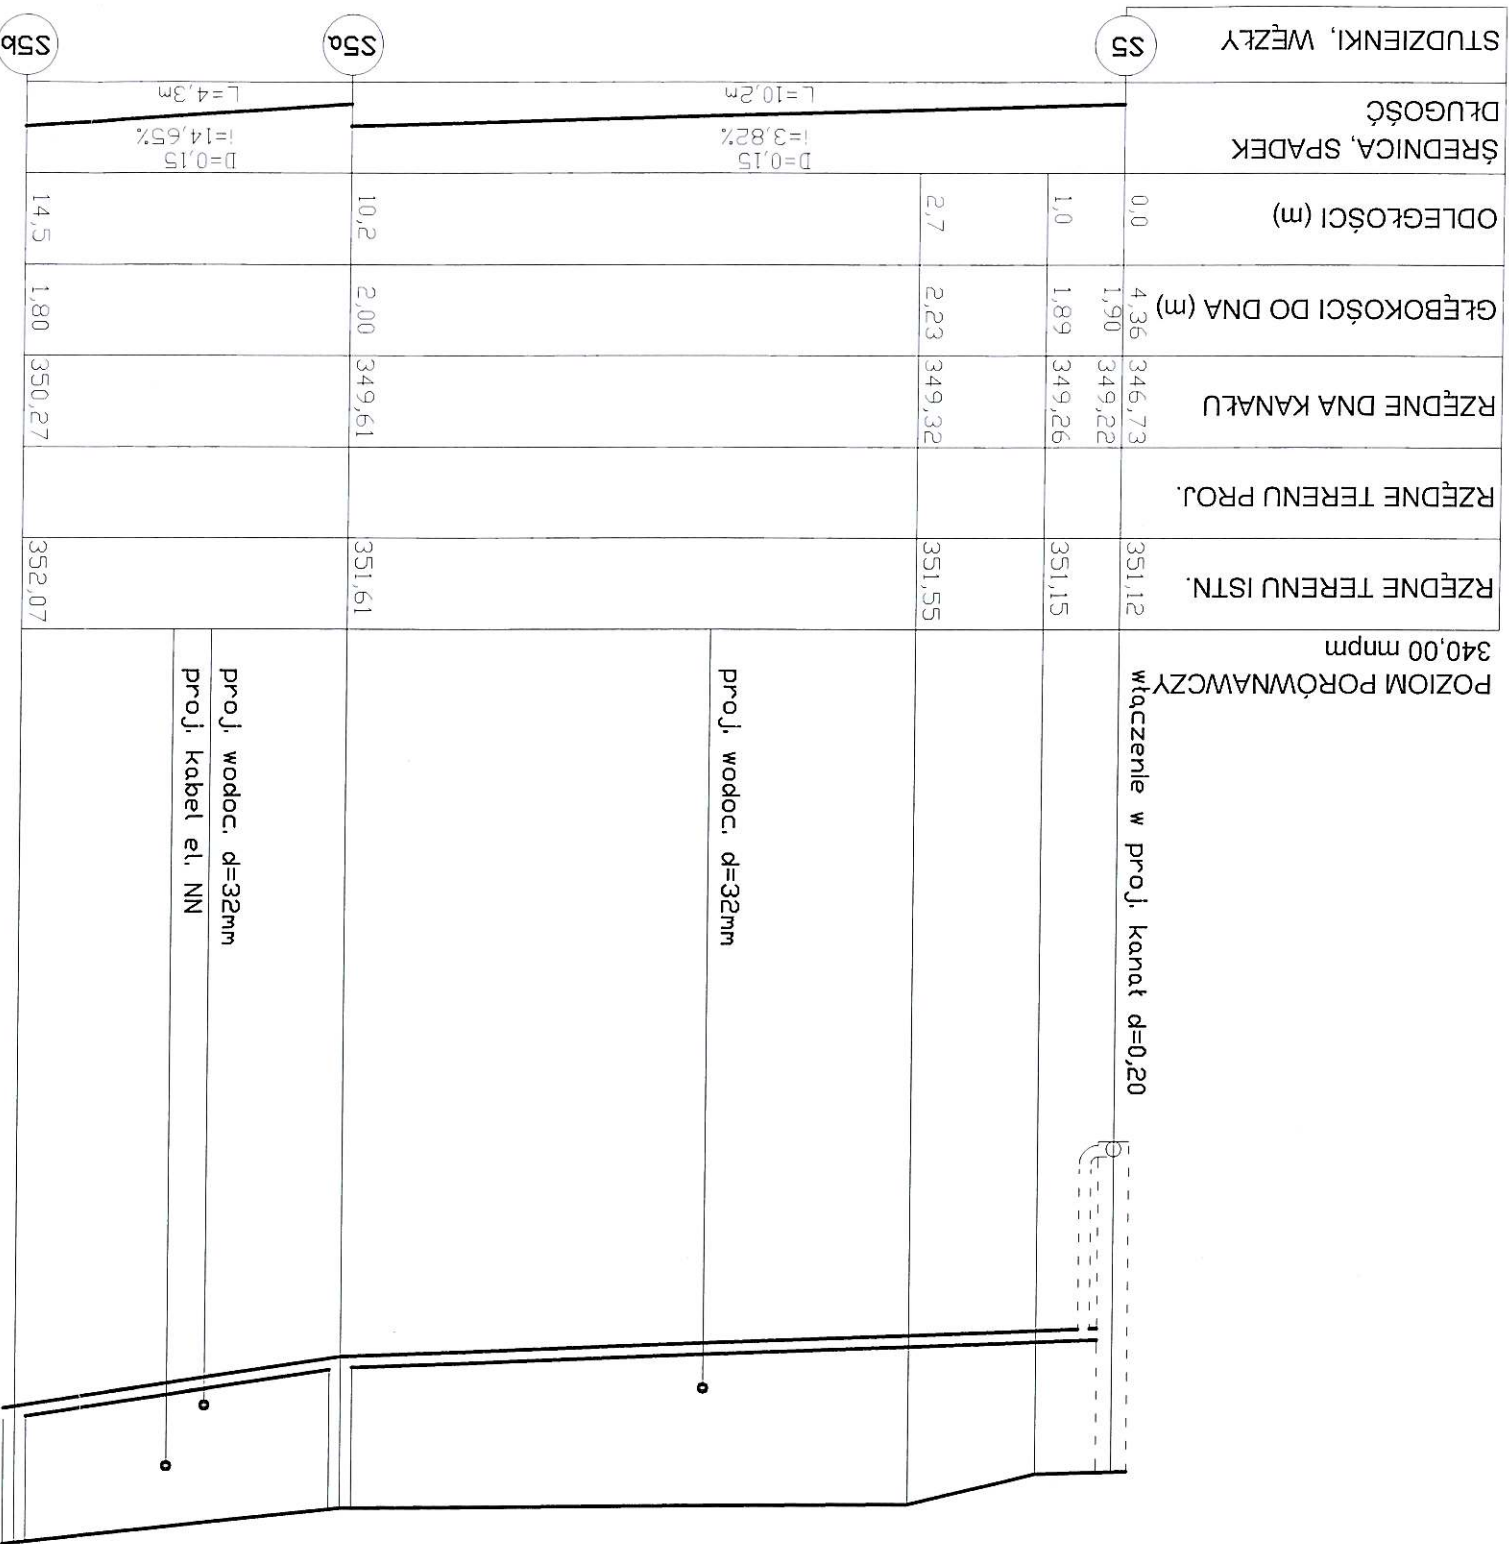 włączenie w proj. kanał d=0,20
proj. wodoc. d=32mm
proj. wodoc. d=32mm
proj. kabel el. NN
POZIOM PORÓWNAWCZY
340,00 mnpm
RZĘDNE TERENU ISTN.
351,12
351,15
351,55
351,61
352,07
RZĘDNE TERENU PROJ.
RZĘDNE DNA KANAŁU
346,73
349,22
349,26
349,32
349,61
350,27
GŁĘBOKOŚCI DO DNA (m)
4,36
1,90
1,89
2,23
2,00
1,80
ODLEGŁOŚCI (m)
0,0
1,0
2,7
10,2
14,5
ŚREDNICA, SPADEK
DŁUGOŚĆ
D=0,15
i=3,82%
L=10,2m
D=0,15
i=14,65%
L=4,3m
STUDZIENKI, WĘZŁY
S5
S5a
S5b